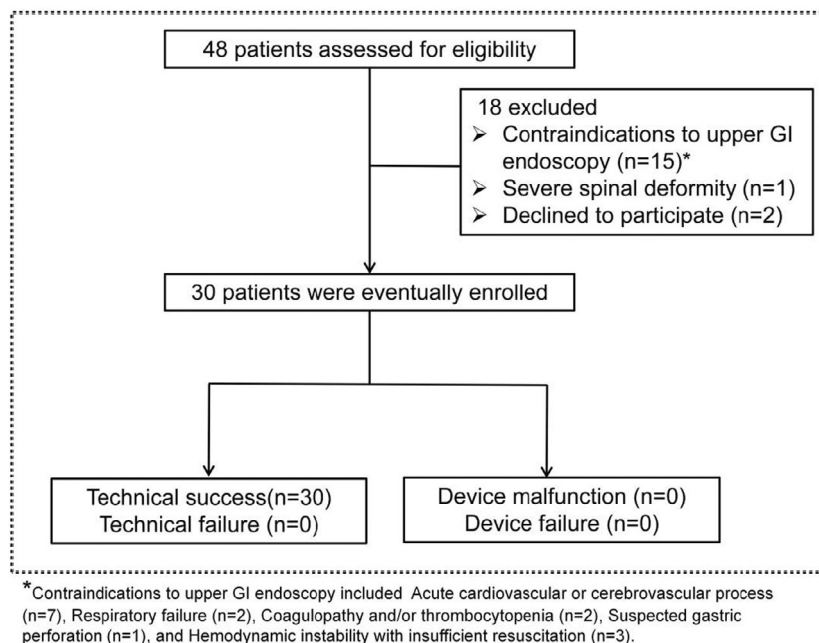 48 patients assessed for eligibility
18 excluded
➢ Contraindications to upper GI
endoscopy (n=15)*
➢ Severe spinal deformity (n=1)
➢ Declined to participate (n=2)
30 patients were eventually enrolled
Technical success(n=30)
Technical failure (n=0)
Device malfunction (n=0)
Device failure (n=0)
*Contraindications to upper GI endoscopy included Acute cardiovascular or cerebrovascular process
(n=7), Respiratory failure (n=2), Coagulopathy and/or thrombocytopenia (n=2), Suspected gastric
perforation (n=1), and Hemodynamic instability with insufficient resuscitation (n=3).